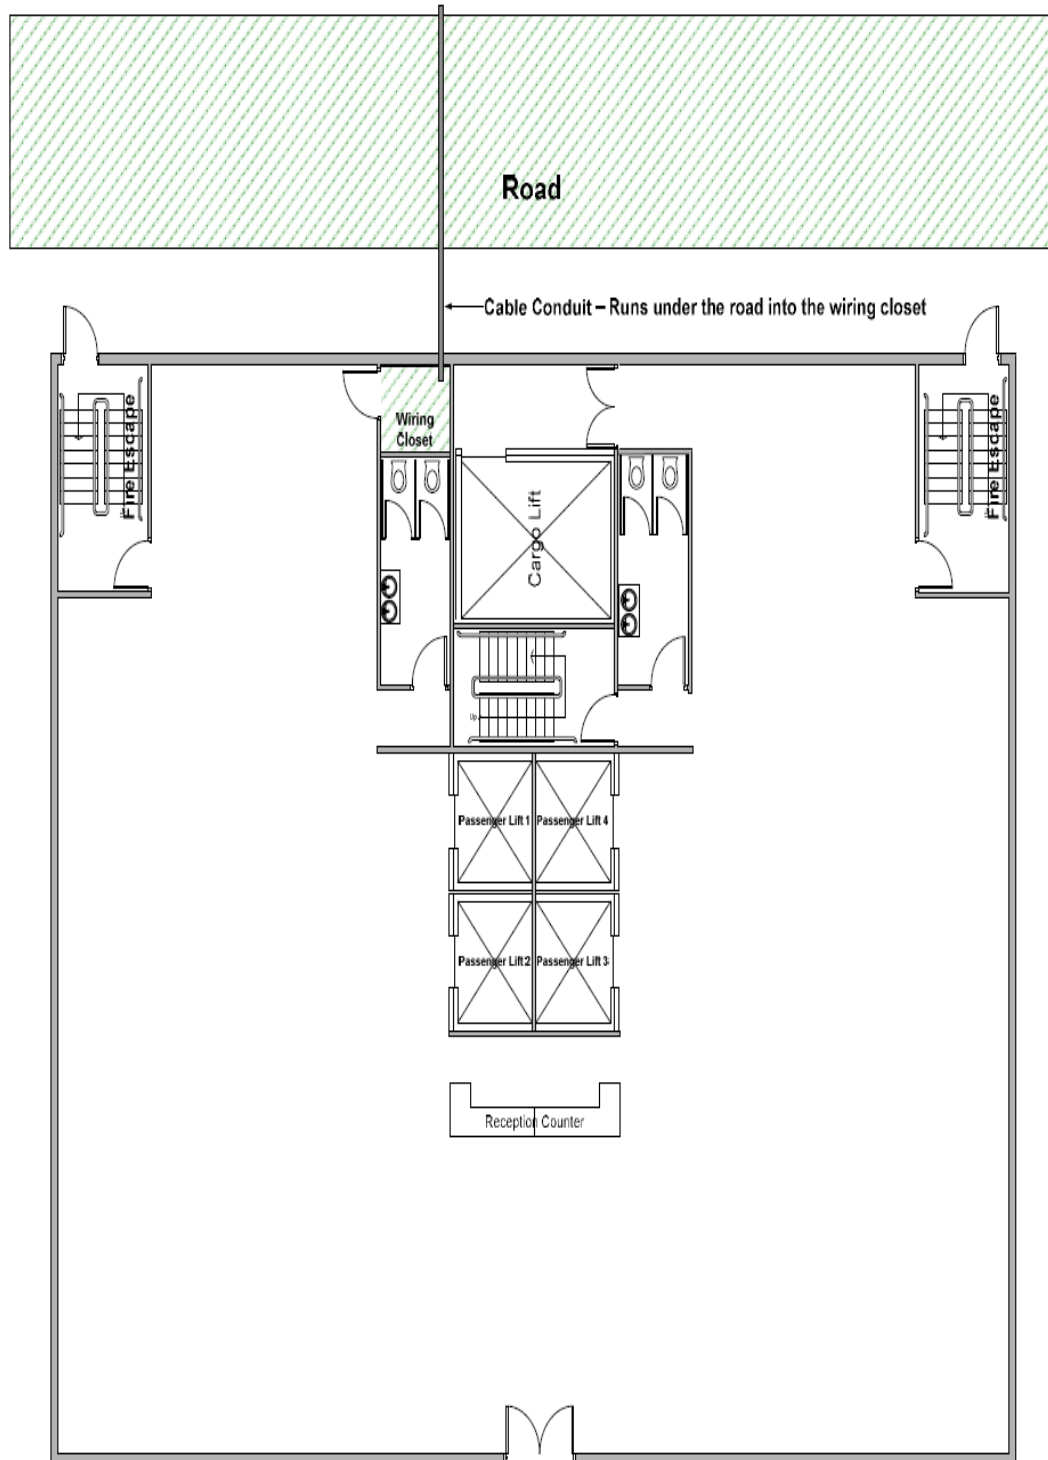 Road
Cable Conduit – Runs under the road into the wiring closet
Wiring
Closet
Fire Escape
Fire Escape
Up
Cargo Lift
Up
Passenger Lift 1
Passenger Lift 4
Passenger Lift 2
Passenger Lift 3
Reception Counter